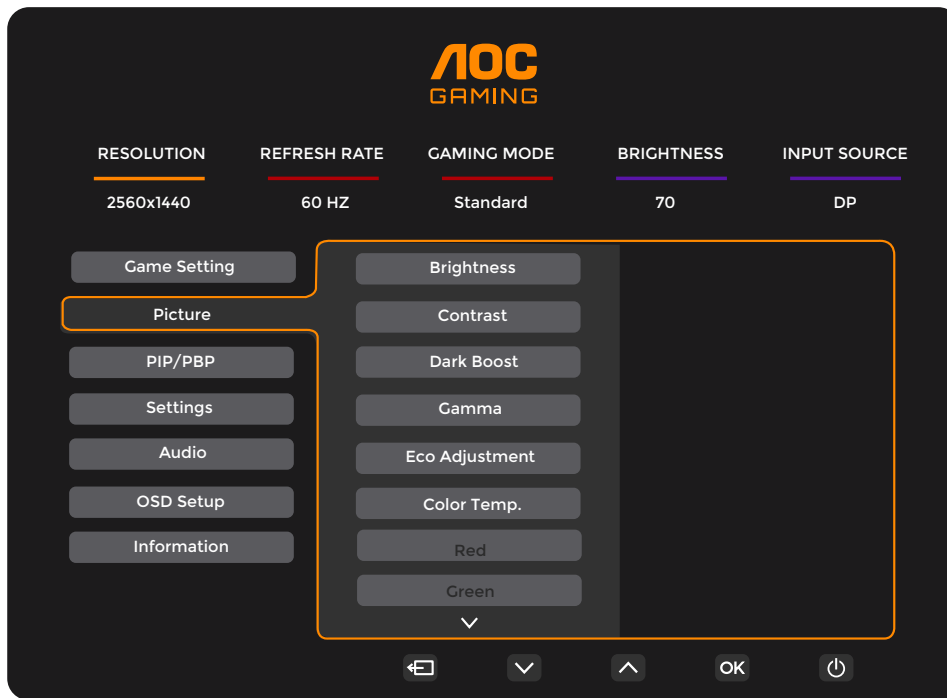 AOC
GAMING
RESOLUTION REFRESH RATE GAMING MODE BRIGHTNESS INPUT SOURCE
2560x1440 60 HZ Standard 70 DP
Game Setting
Picture
PIP/PBP
Settings
Audio
OSD Setup
Information
Brightness
Contrast
Dark Boost
Gamma
Eco Adjustment
Color Temp.
Red
Green
OK